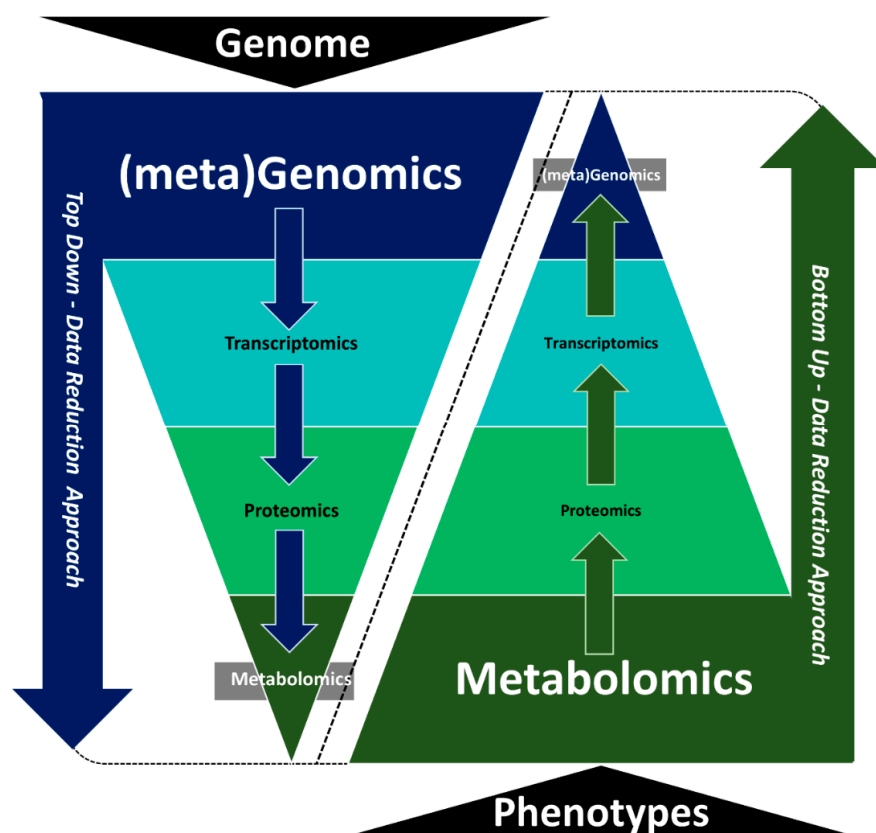 Genome
(meta)Genomics
Transcriptomics
Proteomics
Metabolomics
Top Down - Data Reduction Approach
(meta)Genomics
Transcriptomics
Proteomics
Metabolomics
Bottom Up - Data Reduction Approach
Phenotypes